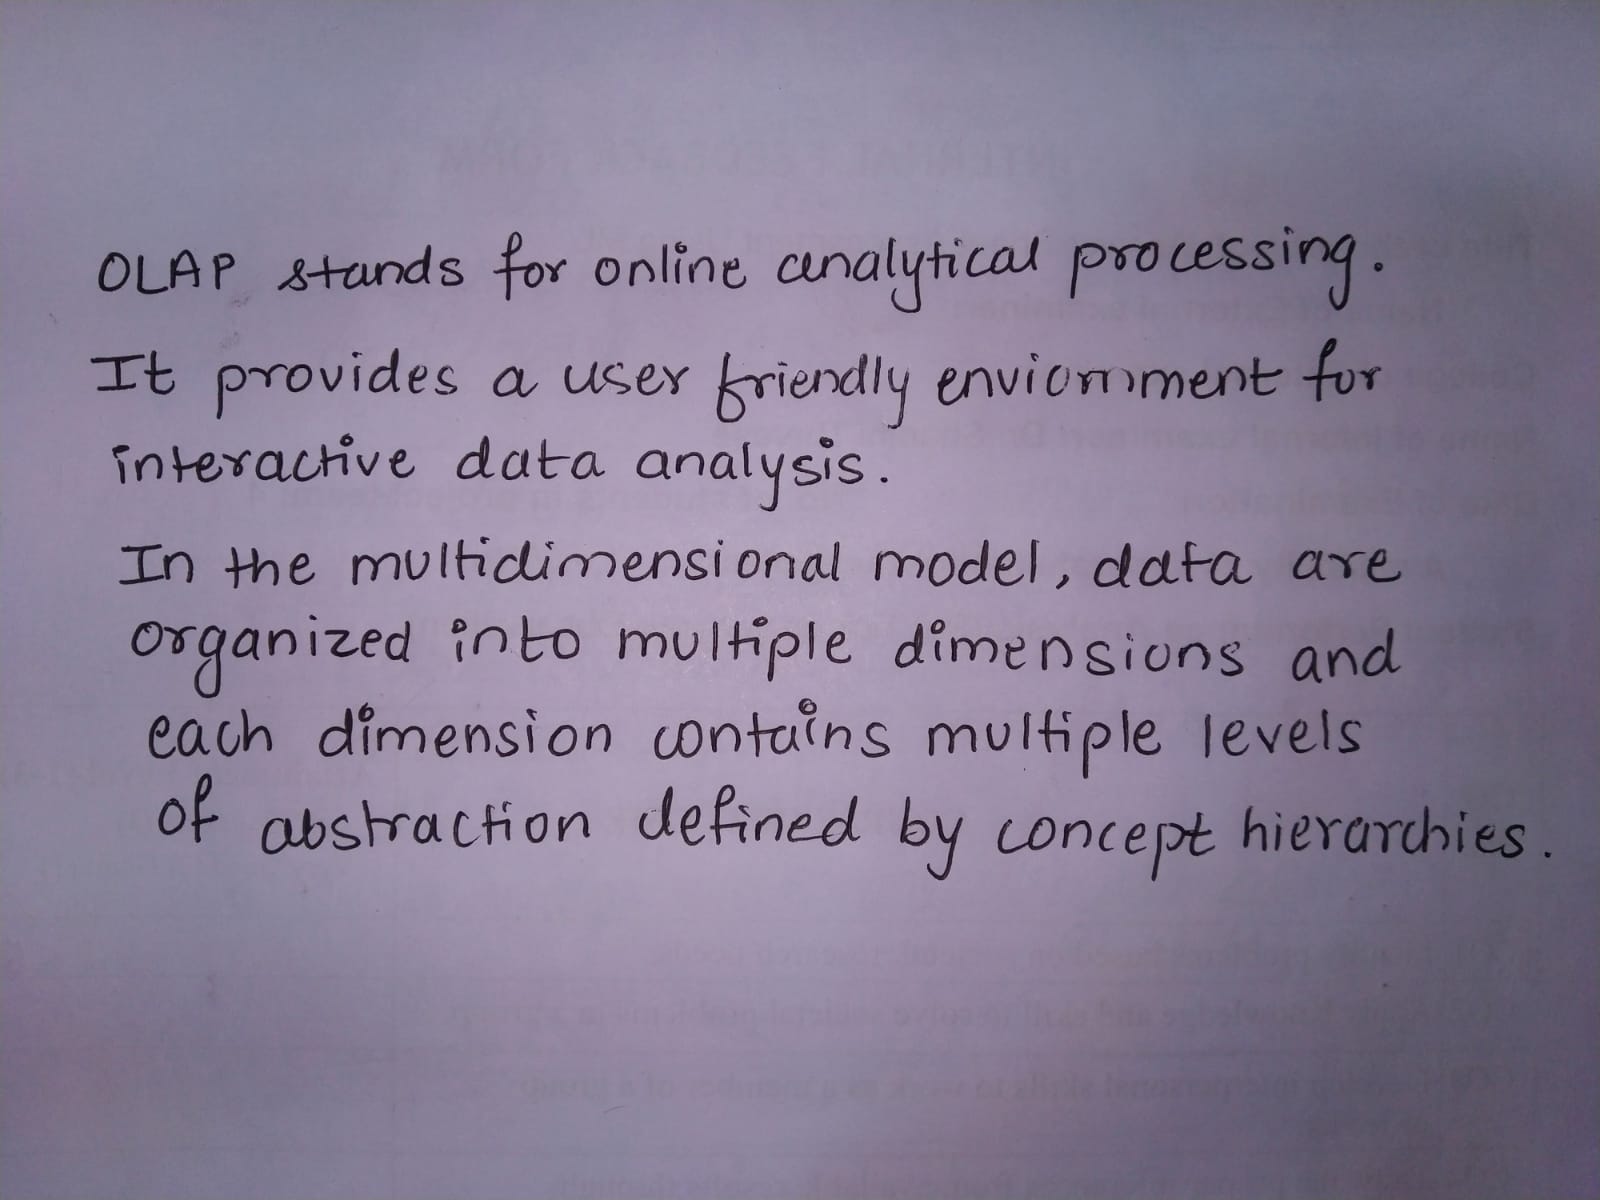 OLAP stands for online analytical processing.
It provides a user friendly enviornment for
interactive data analysis.
In the multidimensional model, data are
organized into multiple dimensions and
each dimension contains multiple levels
of abstraction defined by concept hierarchies.